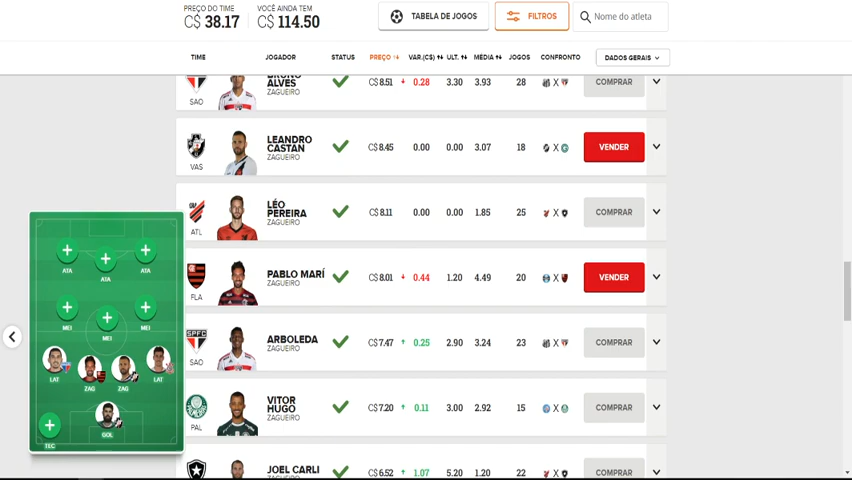 PREÇO DO TIME
C$ 38.17
VOCÊ AINDA TEM
C$ 114.50
TABELA DE JOGOS
FILTROS
Nome do atleta
TIME JOGADOR STATUS PREÇO VAR.(C$) ULT. MÉDIA JOGOS CONFRONTO DADOS GERAIS
BRUNO
ALVES
ZAGUEIRO
SAO
C$ 8.51 0.28 3.30 3.93 28 X COMPRAR
LEANDRO
CASTAN
ZAGUEIRO
VAS
C$ 8.45 0.00 0.00 3.07 18 X VENDER
LÉO
PEREIRA
ZAGUEIRO
ATL
C$ 8.11 0.00 0.00 1.85 25 X COMPRAR
PABLO MARÍ
ZAGUEIRO
FLA
C$ 8.01 0.44 1.20 4.49 20 X VENDER
SPFC
ARBOLEDA
ZAGUEIRO
SAO
C$ 7.47 0.25 2.90 3.24 23 X COMPRAR
VITOR
HUGO
ZAGUEIRO
PAL
C$ 7.20 0.11 3.00 2.92 15 X COMPRAR
JOEL CARLI
ZAGUEIRO
C$ 6.52 1.07 5.20 1.20 22 X COMPRAR
ATA ATA ATA
MEI MEI MEI
LAT ZAG ZAG LAT
GOL
TEC